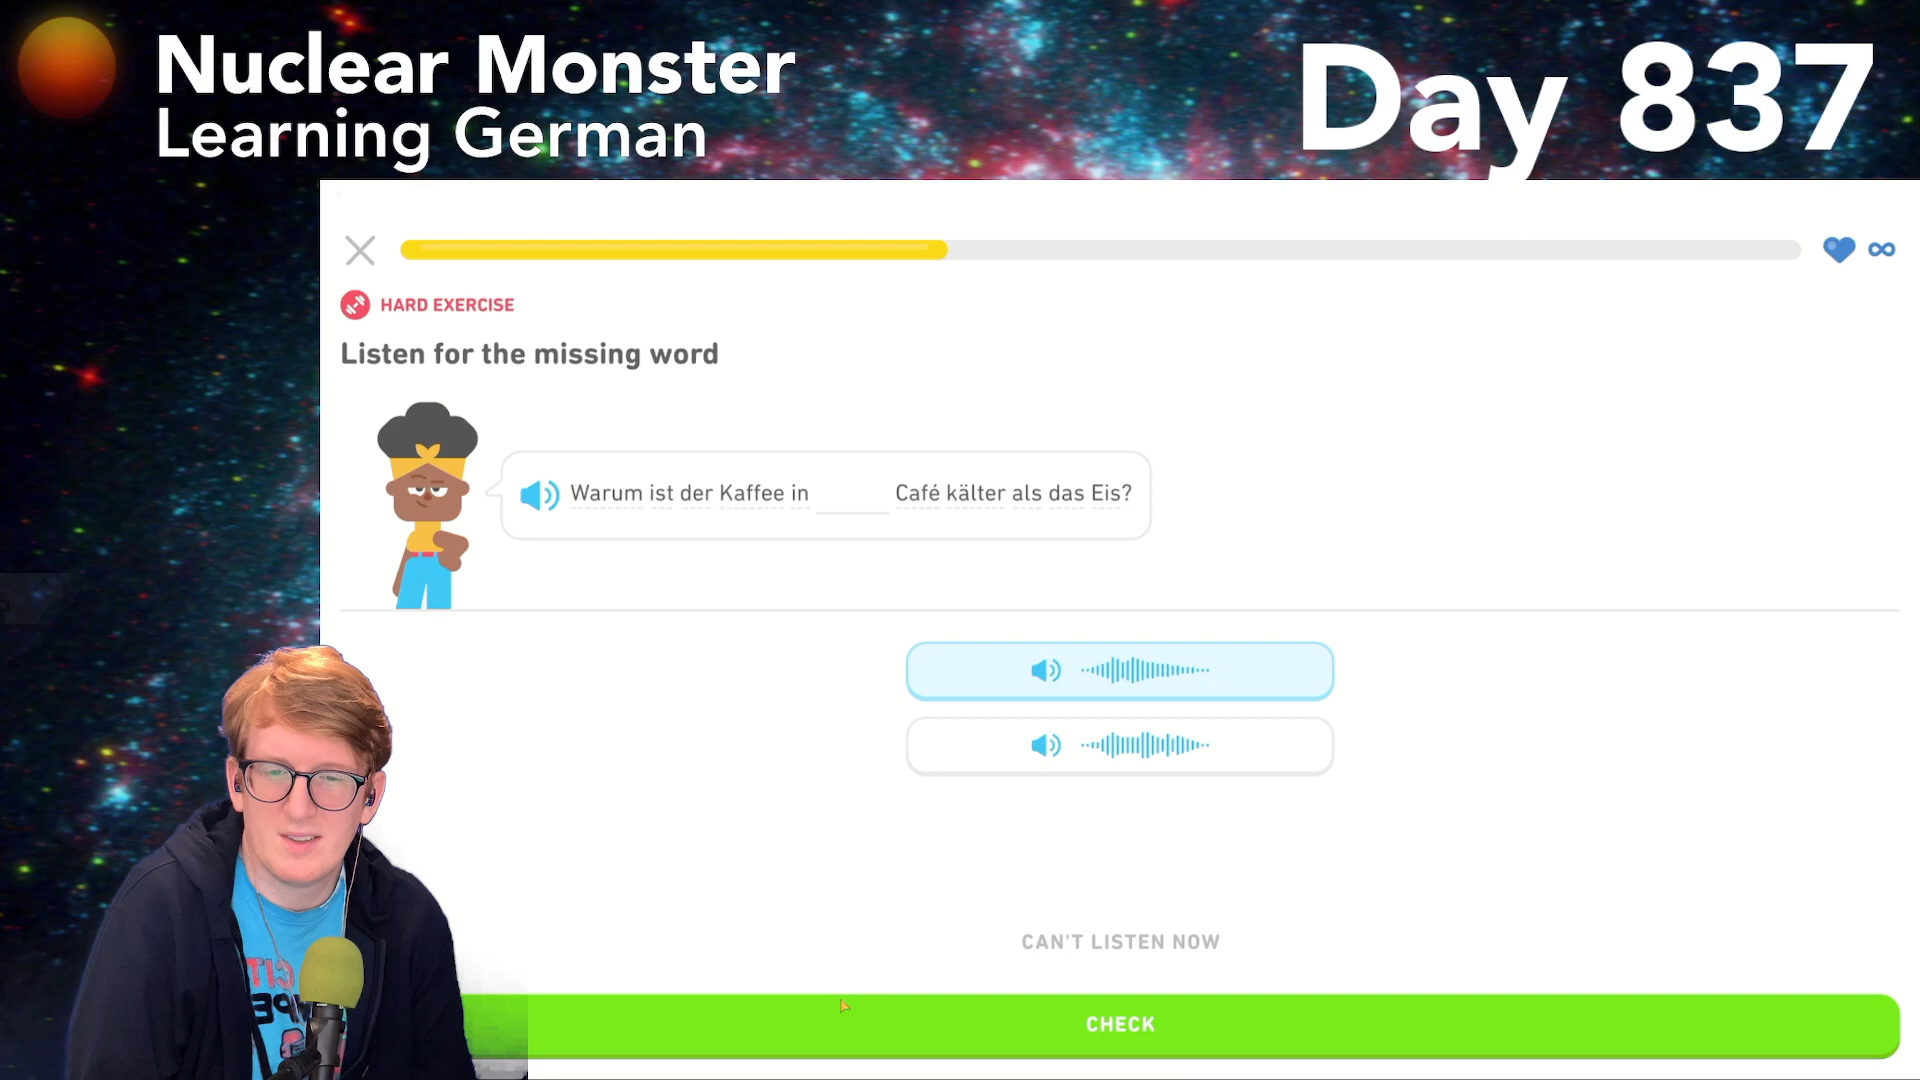 Nuclear Monster
Learning German
Day 837
HARD EXERCISE
Listen for the missing word
Warum ist der Kaffee in ______ Café kälter als das Eis?
CAN'T LISTEN NOW
CHECK